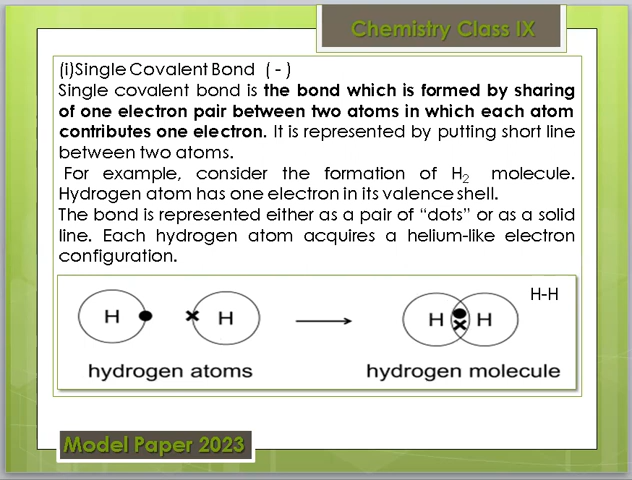 Chemistry Class IX
(i)Single Covalent Bond ( - )
Single covalent bond is the bond which is formed by sharing
of one electron pair between two atoms in which each atom
contributes one electron. It is represented by putting short line
between two atoms.
For example, consider the formation of H₂ molecule.
Hydrogen atom has one electron in its valence shell.
The bond is represented either as a pair of “dots” or as a solid
line. Each hydrogen atom acquires a helium-like electron
configuration.
H-H
H H H H
hydrogen atoms hydrogen molecule
Model Paper 2023